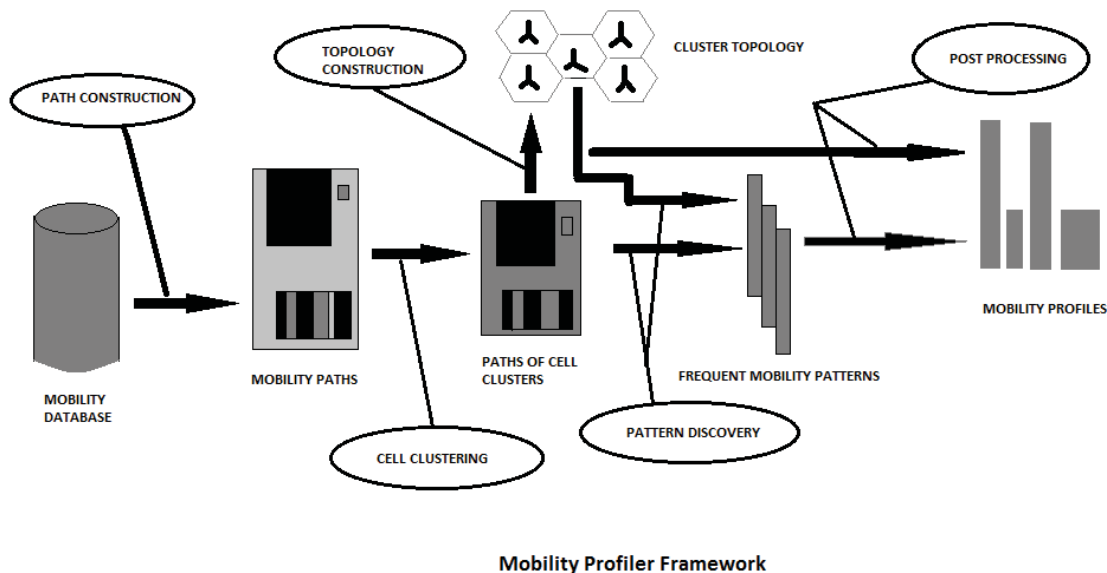 TOPOLOGY
CONSTRUCTION
CLUSTER TOPOLOGY
POST PROCESSING
PATH CONSTRUCTION
MOBILITY
DATABASE
MOBILITY PATHS
PATHS OF CELL
CLUSTERS
FREQUENT MOBILITY PATTERNS
MOBILITY PROFILES
CELL CLUSTERING
PATTERN DISCOVERY
Mobility Profiler Framework